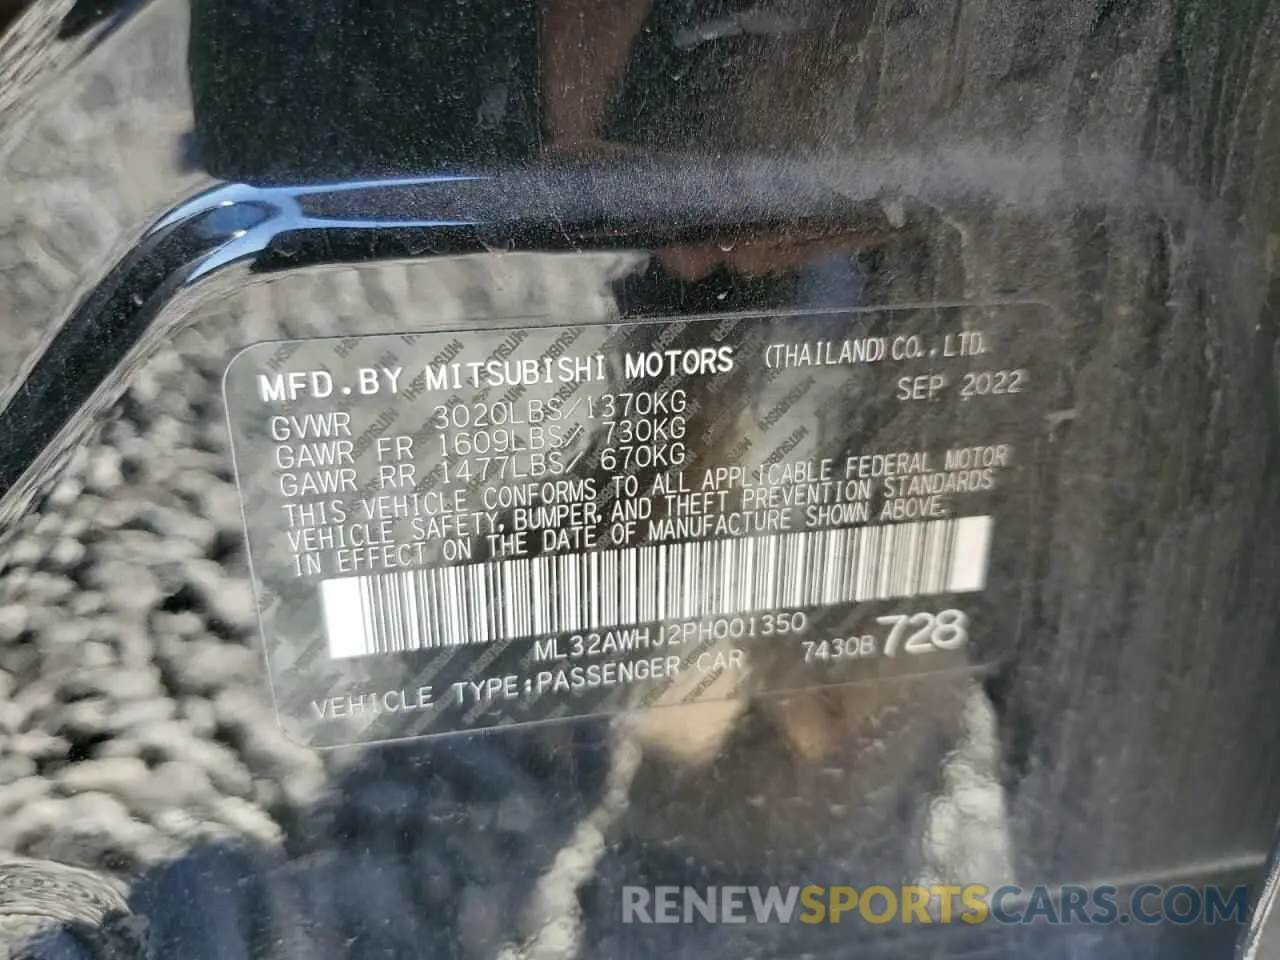 MFD.BY MITSUBISHI MOTORS (THAILAND) CO.,LTD.
SEP 2022
GVWR 3020LBS/1370KG
GAWR FR 1609LBS/ 730KG
GAWR RR 1477LBS/ 670KG
THIS VEHICLE CONFORMS TO ALL APPLICABLE FEDERAL MOTOR
VEHICLE SAFETY, BUMPER, AND THEFT PREVENTION STANDARDS
IN EFFECT ON THE DATE OF MANUFACTURE SHOWN ABOVE.
ML32AWHJ2PH001350
7430B 728
VEHICLE TYPE:PASSENGER CAR
RENEWSPORTSCARS.COM